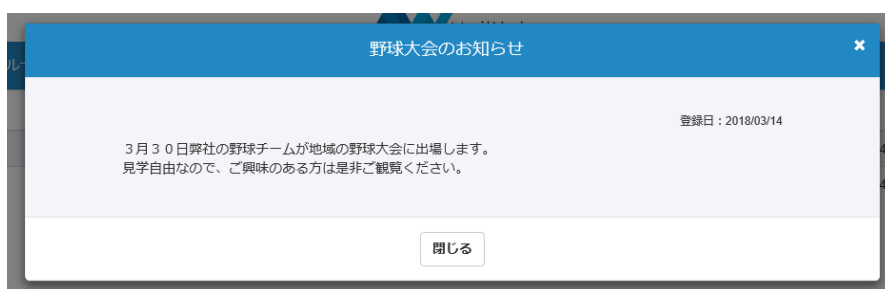 野球大会のお知らせ
×
登録日：2018/03/14
３月３０日弊社の野球チームが地域の野球大会に出場します。
見学自由なので、ご興味のある方は是非ご観覧ください。
閉じる